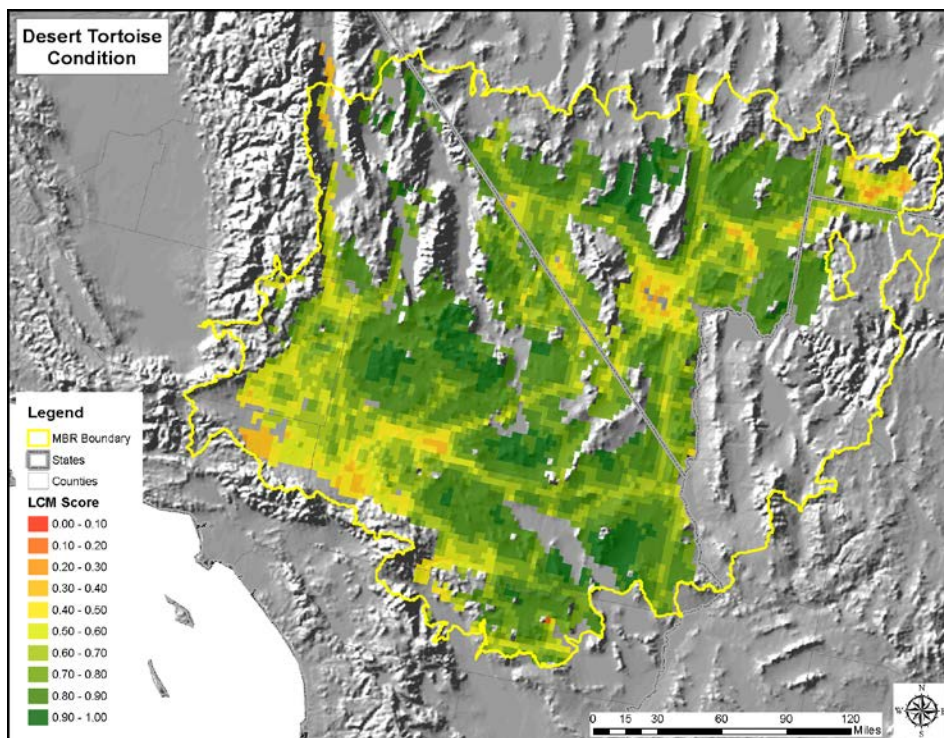 Desert Tortoise
Condition
Legend
MBR Boundary
States
Counties
LCM Score
0.00 - 0.10
0.10 - 0.20
0.20 - 0.30
0.30 - 0.40
0.40 - 0.50
0.50 - 0.60
0.60 - 0.70
0.70 - 0.80
0.80 - 0.90
0.90 - 1.00
N
W E
S
0 15 30 60 90 120
Miles